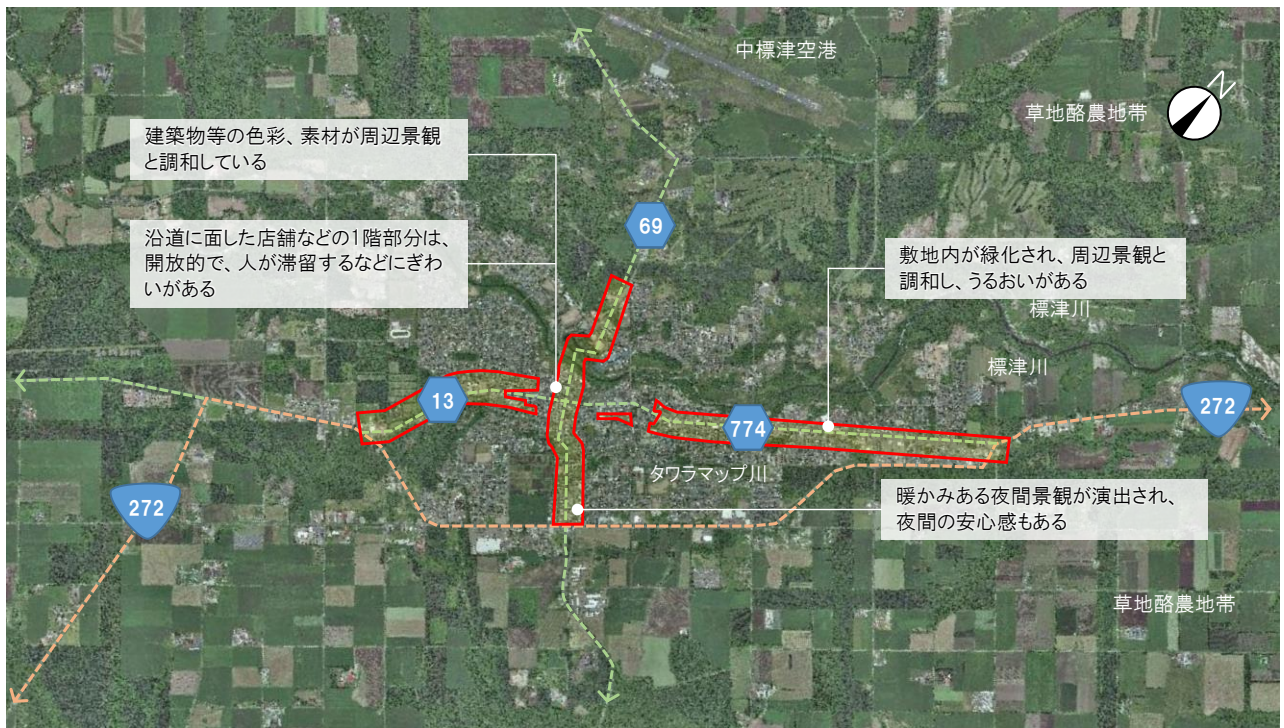 中標津空港
草地酪農地帯
N
建築物等の色彩、素材が周辺景観
と調和している
沿道に面した店舗などの1階部分は、
開放的で、人が滞留するなどにぎわ
いがある
69
敷地内が緑化され、周辺景観と
調和し、うるおいがある
標津川
標津川
13
774
272
タワラマップ川
272
暖かみある夜間景観が演出され、
夜間の安心感もある
草地酪農地帯